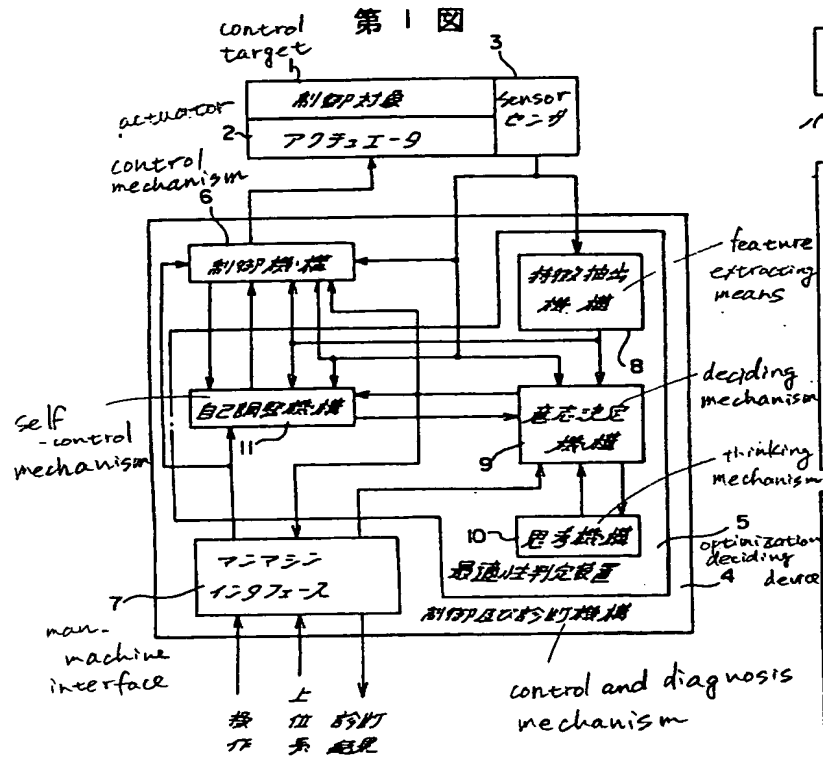 第1図
control
target
1
3
制御対象
sensor
センサ
actuator
2
アクチュエータ
control
mechanism
6
制御機構
特徴抽出
機構
8
feature
extracting
means
自己調整機構
11
self
-control
mechanism
意志決定
機構
9
deciding
mechanism
thinking
mechanism
10
思考機構
最適性判定装置
5
optimization
deciding
device
4
マンマシン
インタフェース
7
man-
machine
interface
制御及び診断機構
control and diagnosis
mechanism
操作
上位系
診断結果